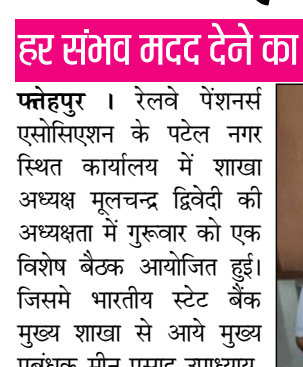 हर संभव मदद देने का
फ्तेहपुर । रेलवे पेंशनर्स
एसोसिएशन के पटेल नगर
स्थित कार्यालय में शाखा
अध्यक्ष मूलचन्द्र द्विवेदी की
अध्यक्षता में गुरूवार को एक
विशेष बैठक आयोजित हुई।
जिसमे भारतीय स्टेट बैंक
मुख्य शाखा से आये मुख्य